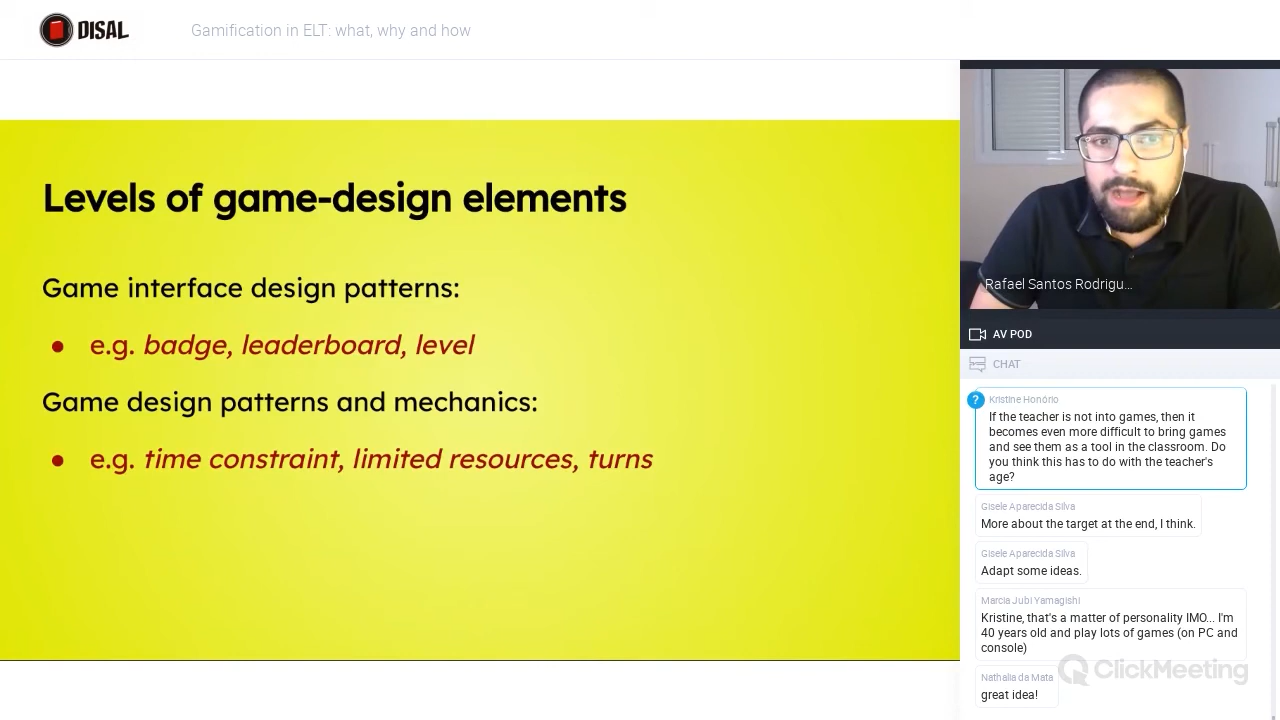 DISAL
Gamification in ELT: what, why and how
Levels of game-design elements
Game interface design patterns:
● e.g. badge, leaderboard, level
Game design patterns and mechanics:
● e.g. time constraint, limited resources, turns
Rafael Santos Rodrigu...
AV POD
CHAT
?
Kristine Honório
If the teacher is not into games, then it
becomes even more difficult to bring games
and see them as a tool in the classroom. Do
you think this has to do with the teacher's
age?
Gisele Aparecida Silva
More about the target at the end, I think.
Gisele Aparecida Silva
Adapt some ideas.
Marcia Jubi Yamagishi
Kristine, that's a matter of personality IMO... I'm
40 years old and play lots of games (on PC and
console)
Nathalia da Mata
great idea!
ClickMeeting